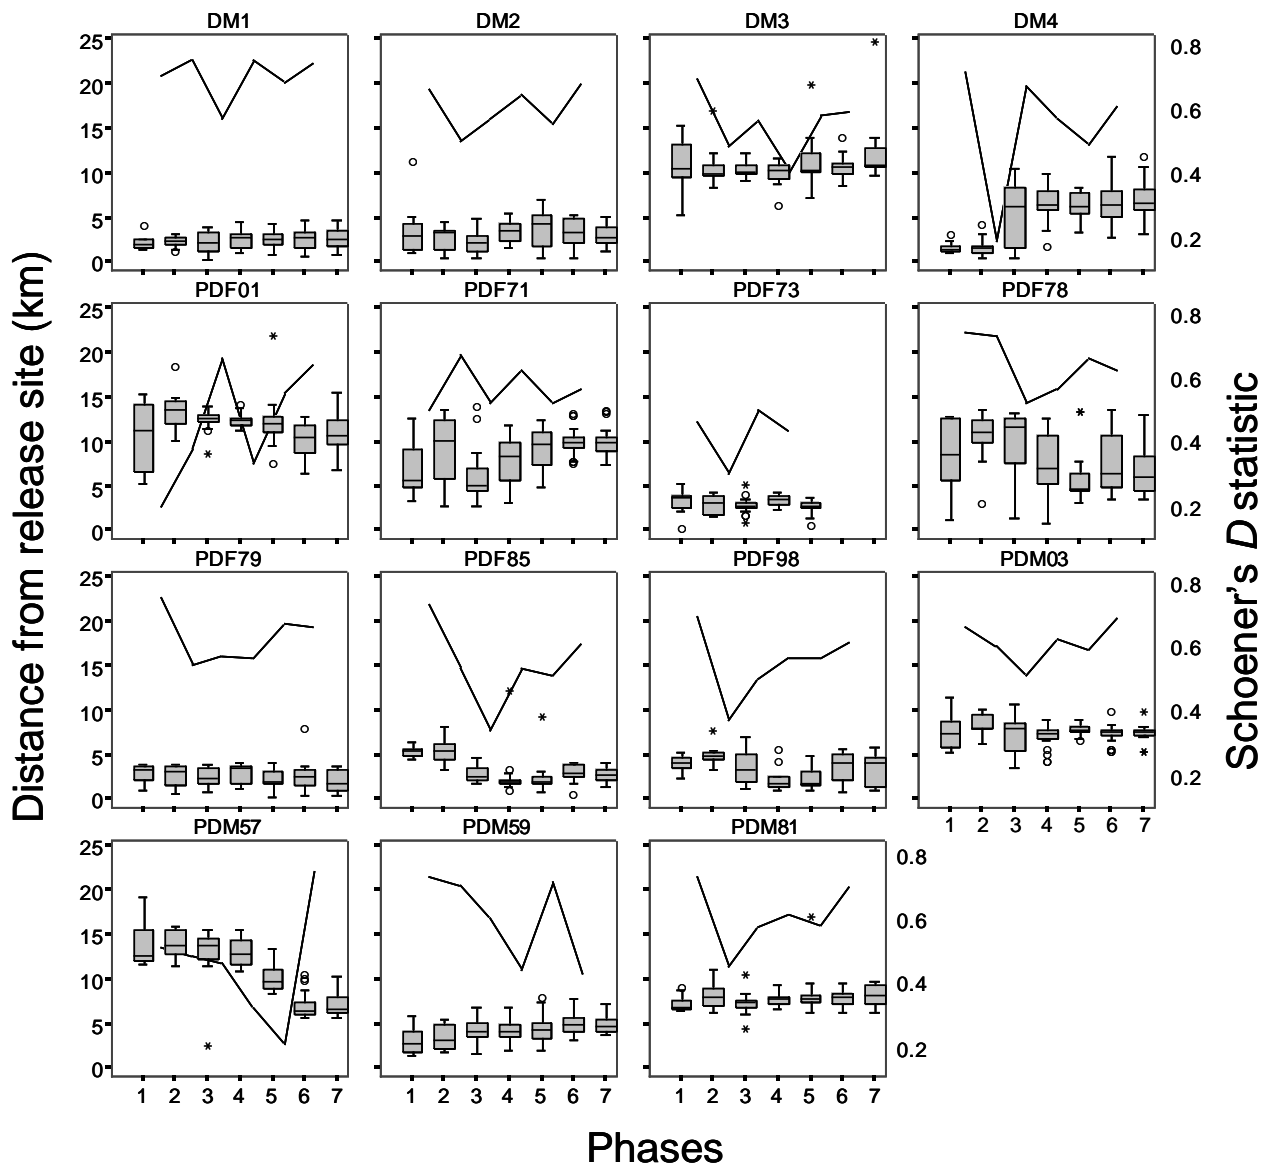 DM1 DM2 DM3 DM4
25 0.8
20 0.6
15
10 0.4
5 0.2
0
PDF01 PDF71 PDF73 PDF78
25 0.8
20 0.6
15
10 0.4
5 0.2
0
PDF79 PDF85 PDF98 PDM03
25 0.8
20 0.6
15
10 0.4
5 0.2
0
1 2 3 4 5 6 7
PDM57 PDM59 PDM81
25 0.8
20 0.6
15
10 0.4
5 0.2
0
1 2 3 4 5 6 7 1 2 3 4 5 6 7 1 2 3 4 5 6 7
Distance from release site (km)
Schoener's D statistic
Phases